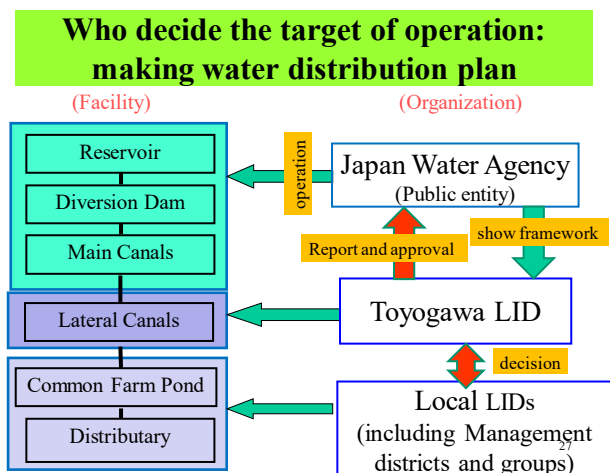 Who decide the target of operation:
making water distribution plan
(Facility)
(Organization)
Reservoir
Diversion Dam
Main Canals
Lateral Canals
Common Farm Pond
Distributary
operation
Japan Water Agency
(Public entity)
Report and approval
show framework
Toyogawa LID
decision
Local LIDs
(including Management
districts and groups)
27